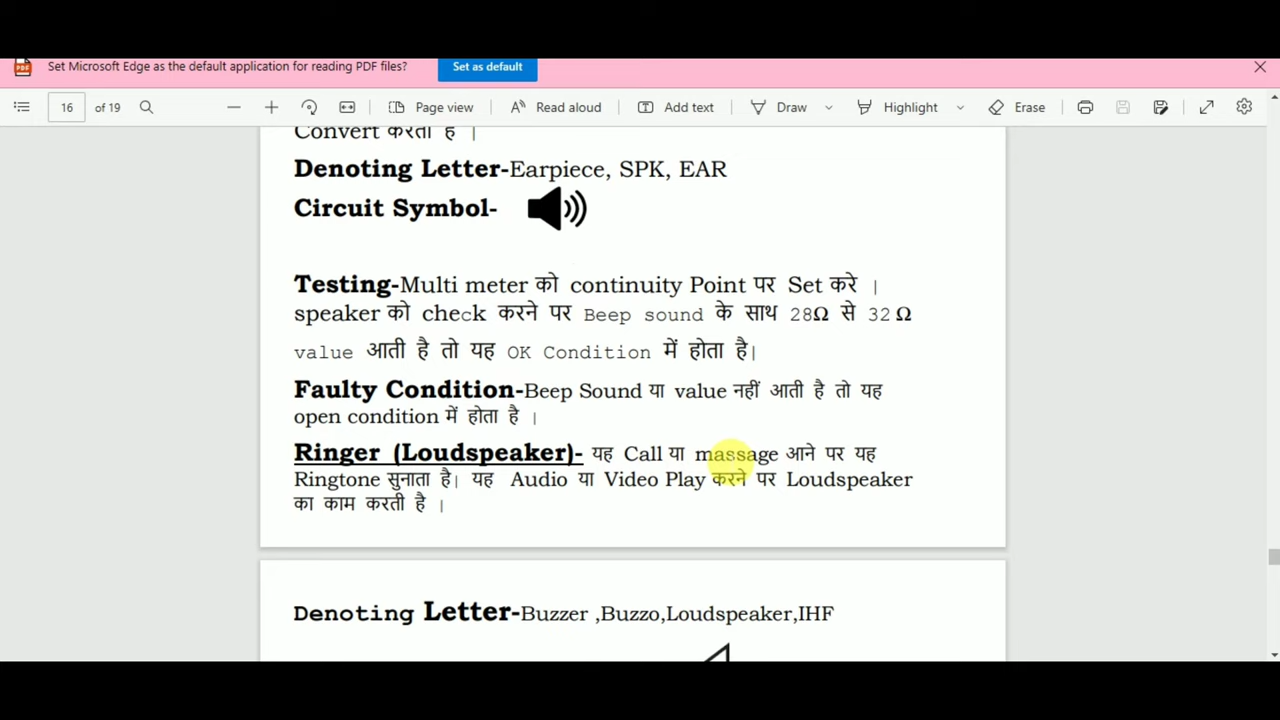 Set Microsoft Edge as the default application for reading PDF files? Set as default
16 of 19 Page view Read aloud Add text Draw Highlight Erase
Convert करता है |
Denoting Letter-Earpiece, SPK, EAR
Circuit Symbol-
Testing-Multi meter को continuity Point पर Set करे |
speaker को check करने पर Beep sound के साथ 28Ω से 32 Ω
value आती है तो यह OK Condition में होता है|
Faulty Condition-Beep Sound या value नहीं आती है तो यह
open condition में होता है |
Ringer (Loudspeaker)- यह Call या massage आने पर यह
Ringtone सुनाता है| यह Audio या Video Play करने पर Loudspeaker
का काम करती है |
Denoting Letter-Buzzer ,Buzzo,Loudspeaker,IHF